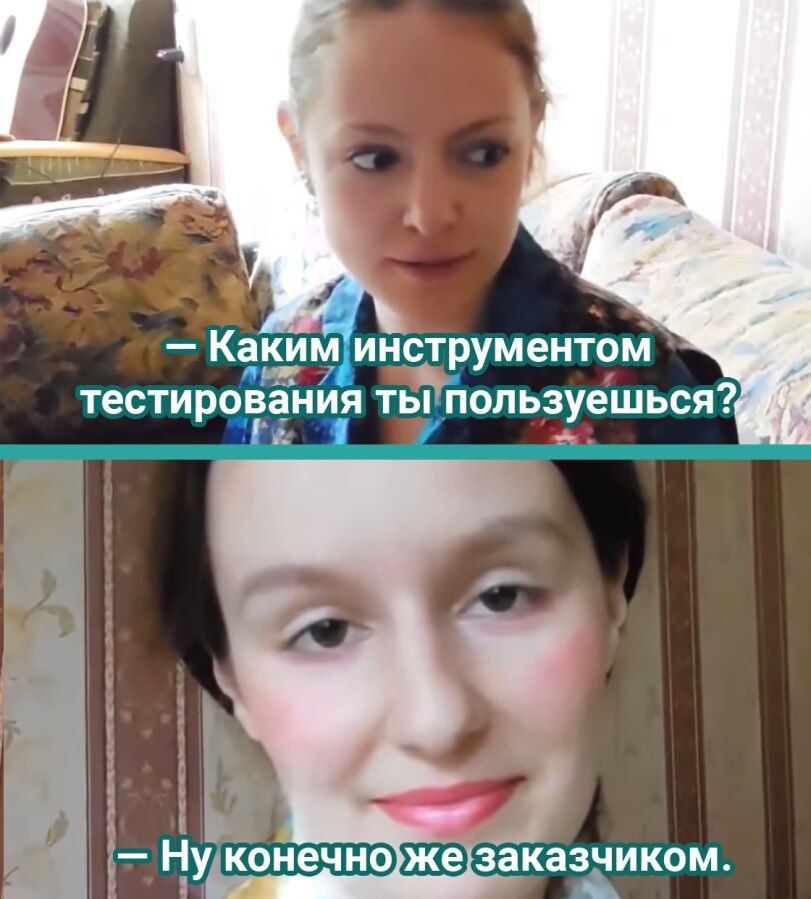 — Каким инструментом
тестирования ты пользуешься?
— Ну конечно же заказчиком.